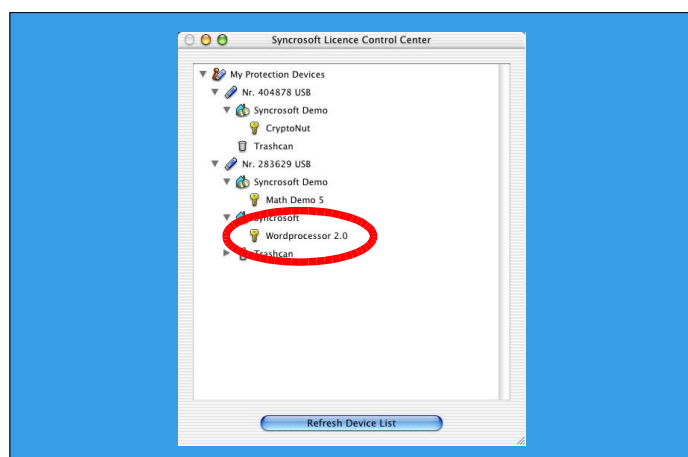 Syncrosoft Licence Control Center
My Protection Devices
Nr. 404878 USB
Syncrosoft Demo
CryptoNut
Trashcan
Nr. 283629 USB
Syncrosoft Demo
Math Demo 5
Syncrosoft
Wordprocessor 2.0
Trashcan
Refresh Device List